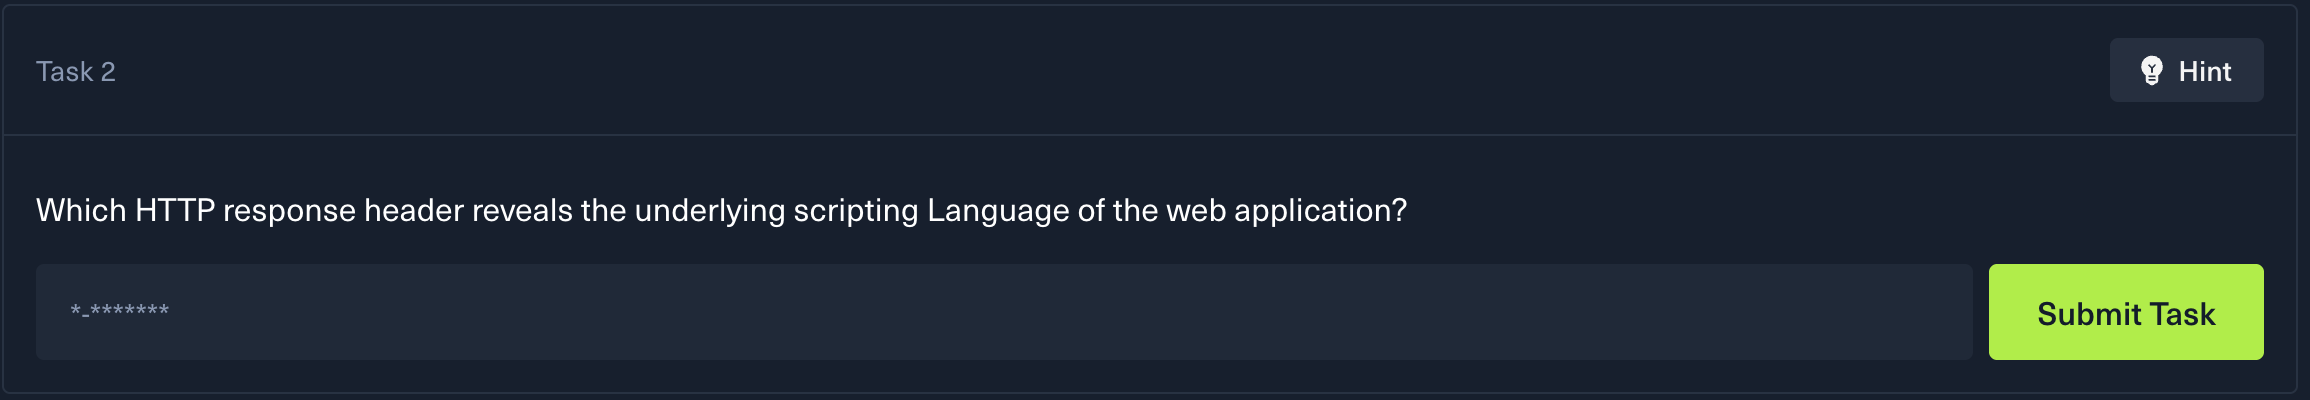 Task 2
Hint
Which HTTP response header reveals the underlying scripting Language of the web application?
*-*******
Submit Task